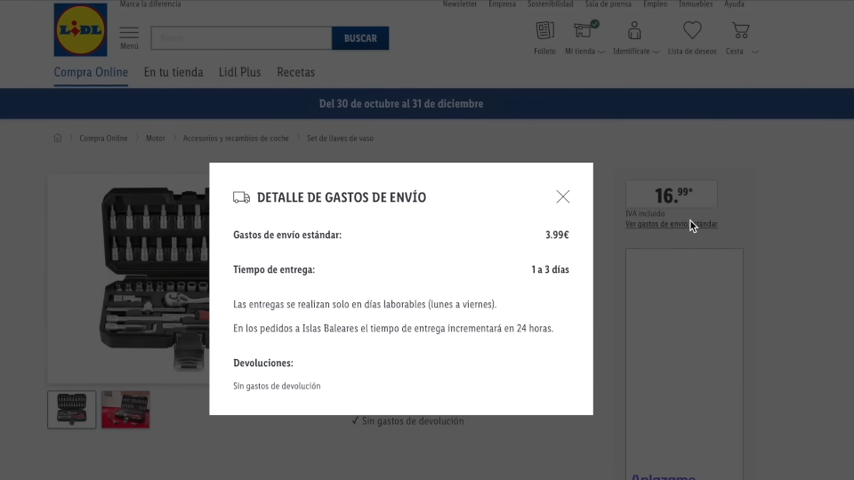 Marca la diferencia
Newsletter Empresa Sostenibilidad Sala de prensa Empleo Inmuebles Ayuda
LIDL
Menú
BUSCAR
Folleto Mi tienda Identifícate Lista de deseos Cesta
Compra Online En tu tienda Lidl Plus Recetas
Del 30 de octubre al 31 de diciembre
Compra Online Motor Accesorios y recambios de coche Set de llaves de vaso
DETALLE DE GASTOS DE ENVÍO
Gastos de envío estándar: 3.99€
Tiempo de entrega: 1 a 3 días
Las entregas se realizan solo en días laborables (lunes a viernes).
En los pedidos a Islas Baleares el tiempo de entrega incrementará en 24 horas.
Devoluciones:
Sin gastos de devolución
16.99*
IVA incluido
Ver gastos de envío estándar
✓ Sin gastos de devolución